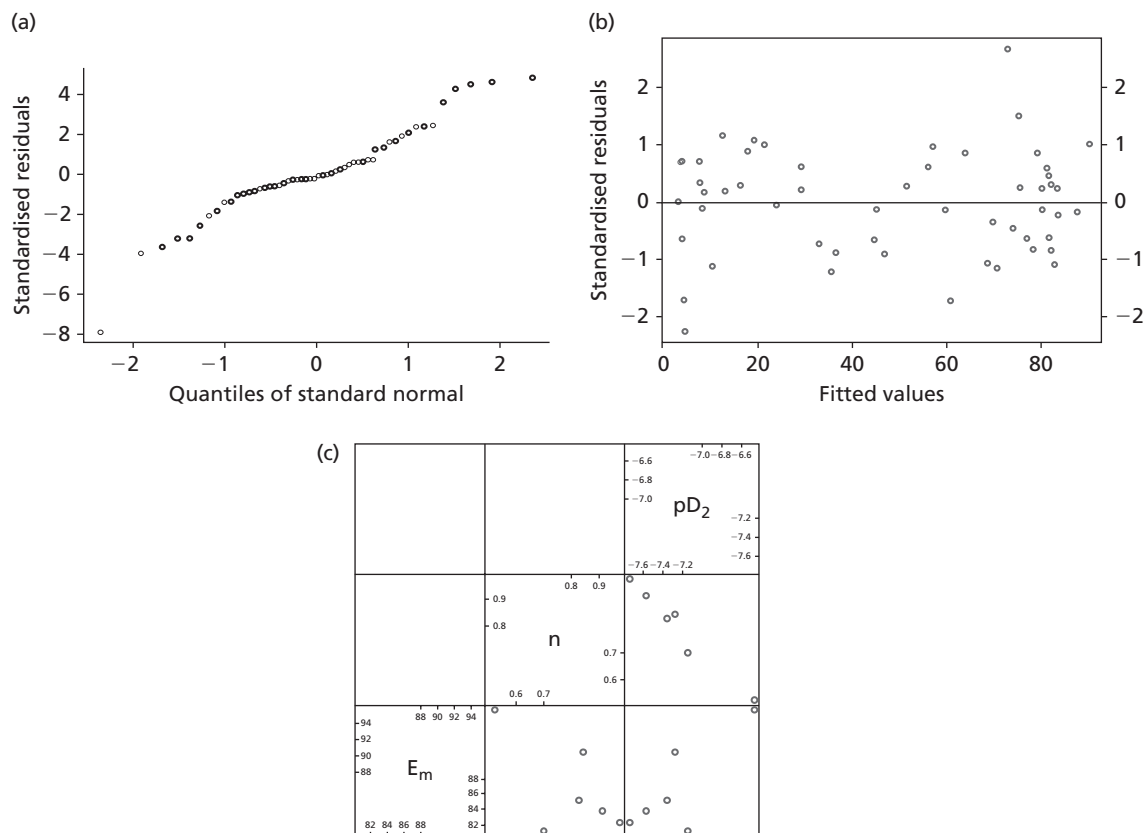 (a)
Standardised residuals
4
2
0
−2
−4
−6
−8
−2 −1 0 1 2
Quantiles of standard normal
(b)
Standardised residuals
2 2
1 1
0 0
−1 −1
−2 −2
0 20 40 60 80
Fitted values
(c)
−7.0 −6.8 −6.6
−6.6
−6.8
−7.0
pD2
−7.2
−7.4
−7.6
−7.6 −7.4 −7.2
0.8 0.9
0.9
0.8
n
0.7
0.6
0.6 0.7
88 90 92 94
94
92
90
88
Em
88
86
84
82
82 84 86 88